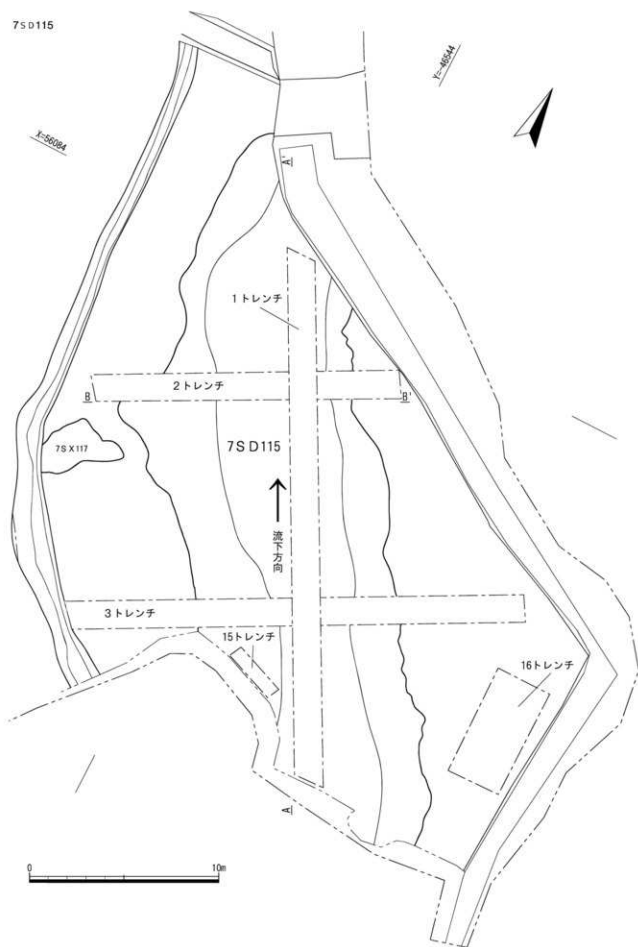 7SD115
X=56084
Y=-46544
A'
1トレンチ
2トレンチ
B
B'
7SX117
7SD115
流下方向
3トレンチ
15トレンチ
16トレンチ
A
0
10m